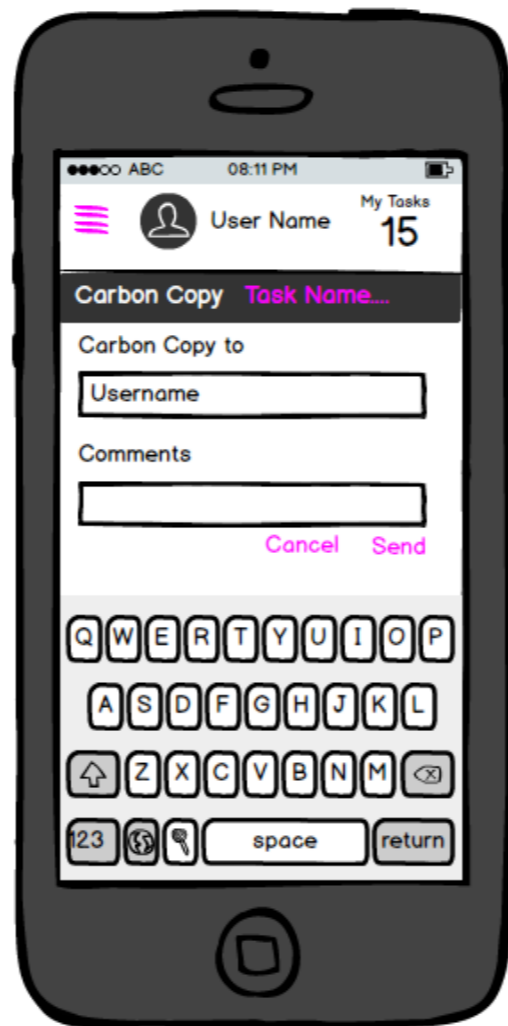 ABC 08:11 PM
My Tasks
User Name 15
Carbon Copy Task Name....
Carbon Copy to
Username
Comments
Cancel Send
Q W E R T Y U I O P
A S D F G H J K L
Z X C V B N M
123 space return